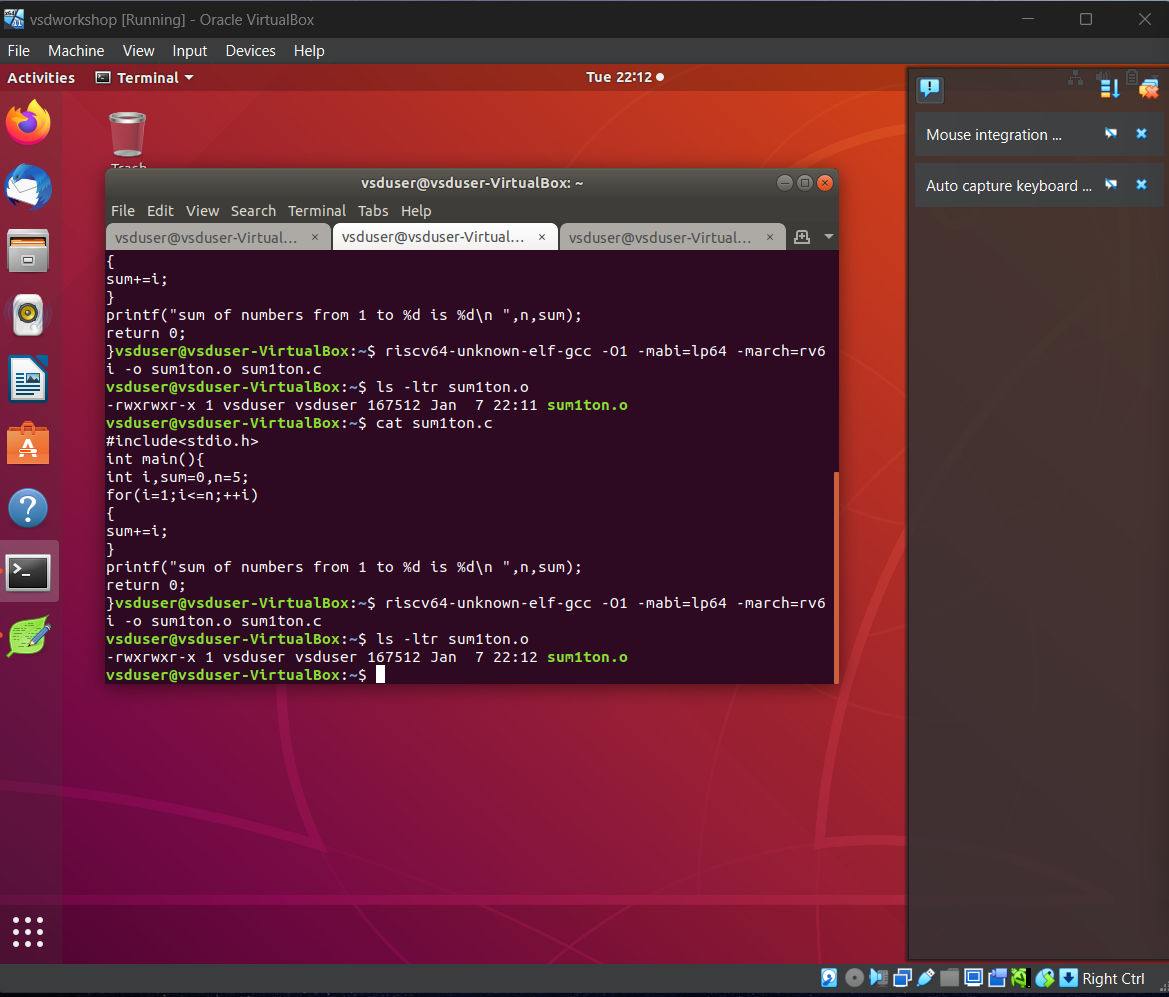 vsdworkshop [Running] - Oracle VirtualBox
File Machine View Input Devices Help
Activities Terminal Tue 22:12
Mouse integration ...
Auto capture keyboard ...
Trash
vsduser@vsduser-VirtualBox: ~
File Edit View Search Terminal Tabs Help
vsduser@vsduser-Virtual... × vsduser@vsduser-Virtual... × vsduser@vsduser-Virtual... ×
{
sum+=i;
}
printf("sum of numbers from 1 to %d is %d\n ",n,sum);
return 0;
}vsduser@vsduser-VirtualBox:~$ riscv64-unknown-elf-gcc -O1 -mabi=lp64 -march=rv6
i -o sum1ton.o sum1ton.c
vsduser@vsduser-VirtualBox:~$ ls -ltr sum1ton.o
-rwxrwxr-x 1 vsduser vsduser 167512 Jan  7 22:11 sum1ton.o
vsduser@vsduser-VirtualBox:~$ cat sum1ton.c
#include<stdio.h>
int main(){
int i,sum=0,n=5;
for(i=1;i<=n;++i)
{
sum+=i;
}
printf("sum of numbers from 1 to %d is %d\n ",n,sum);
return 0;
}vsduser@vsduser-VirtualBox:~$ riscv64-unknown-elf-gcc -O1 -mabi=lp64 -march=rv6
i -o sum1ton.o sum1ton.c
vsduser@vsduser-VirtualBox:~$ ls -ltr sum1ton.o
-rwxrwxr-x 1 vsduser vsduser 167512 Jan  7 22:12 sum1ton.o
vsduser@vsduser-VirtualBox:~$
Right Ctrl